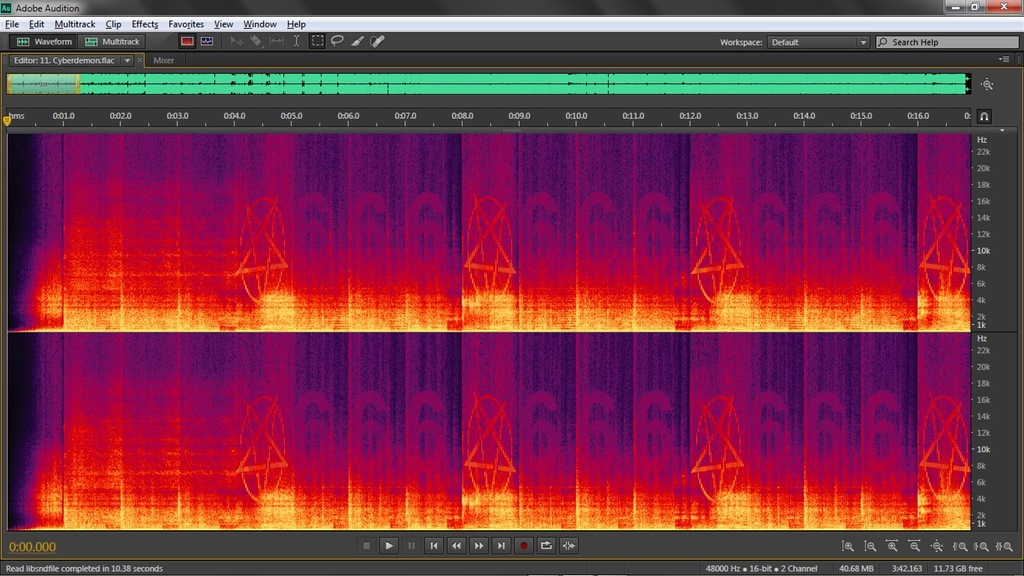 Au Adobe Audition
File Edit Multitrack Clip Effects Favorites View Window Help
Waveform Multitrack Workspace: Default Search Help
Editor: 11. Cyberdemon.flac Mixer
hms 0:01.0 0:02.0 0:03.0 0:04.0 0:05.0 0:06.0 0:07.0 0:08.0 0:09.0 0:10.0 0:11.0 0:12.0 0:13.0 0:14.0 0:15.0 0:16.0 0:
Hz
22k
20k
18k
16k
14k
12k
10k
8k
6k
4k
2k
1k
666 666 666
Hz
22k
20k
18k
16k
14k
12k
10k
8k
6k
4k
2k
1k
666 666 666
0:00.000
Read libsndfile completed in 10.38 seconds 48000 Hz • 16-bit • 2 Channel 40.68 MB 3:42.163 11.73 GB free